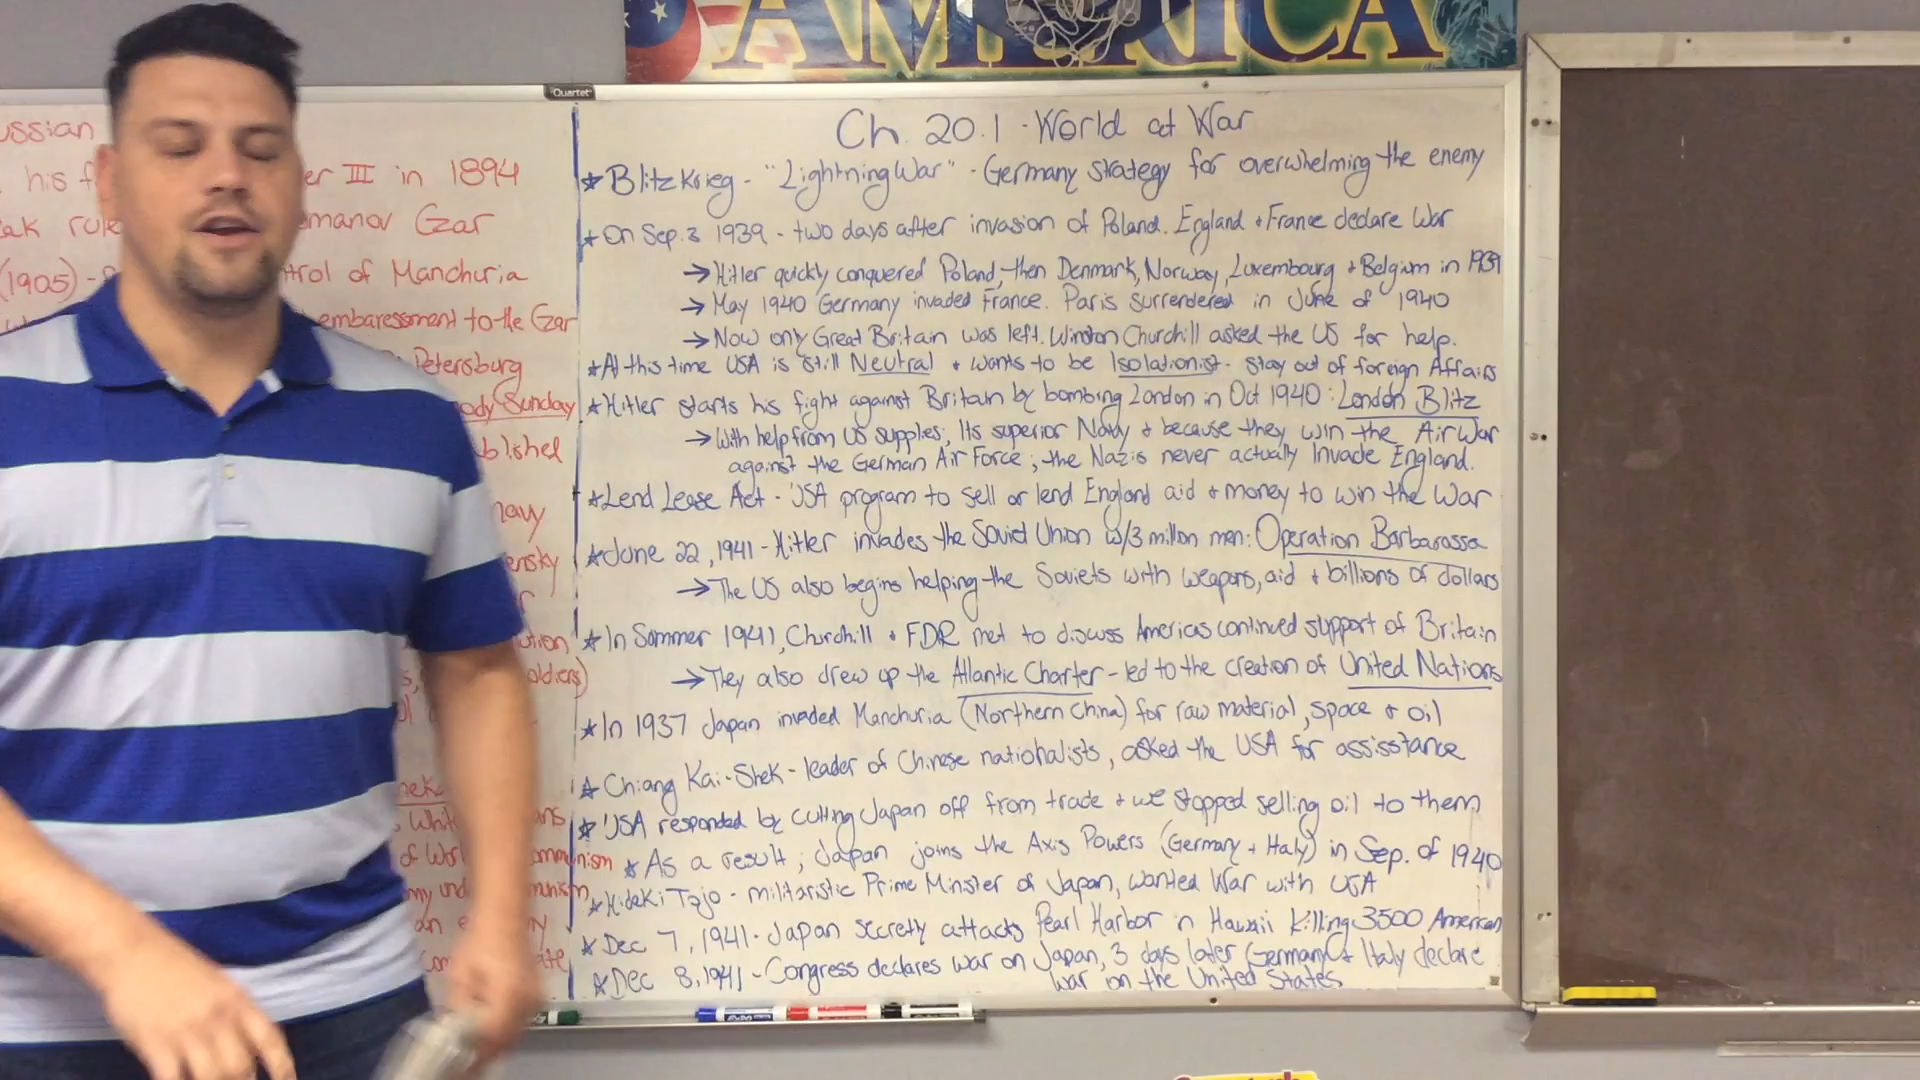 AMERICA
Quartet
ussian
his f er III in 1894
eak rule omanov Czar
(1905) - trol of Manchuria
embaressment to the Czar
Petersburg
ody Sunday
blished
navy
ensky
ution
oldiers)
White ans
of Wor ommunism
my und munism
an e y
Com ate
Ch. 20.1 - World at War
★ Blitzkrieg - "Lightning War" - Germany strategy for overwhelming the enemy
★ On Sep. 3 1939 - two days after invasion of Poland. England + France declare War
→ Hitler quickly conquered Poland, then Denmark, Norway, Luxembourg + Belgium in 1939
→ May 1940 Germany invaded France. Paris surrendered in June of 1940
→ Now only Great Britain was left. Winston Churchill asked the US for help.
★ At this time USA is still Neutral + wants to be Isolationist - stay out of foreign Affairs
★ Hitler starts his fight against Britain by bombing London in Oct 1940: London Blitz
→ With help from US supplies, Its superior Navy + because they win the Air War
against the German Air Force; the Nazis never actually Invade England.
★ Lend Lease Act - USA program to sell or lend England aid + money to win the War
★ June 22, 1941 - Hitler invades the Soviet Union w/3 millon men: Operation Barbarossa
→ The US also begins helping the Soviets with weapons, aid + billions of dollars
★ In Sommer 1941, Churchill + FDR met to discuss Americas continued support of Britain
→ They also drew up the Atlantic Charter - led to the creation of United Nations
★ In 1937 Japan invaded Manchuria (Northern China) for raw material, space + oil
★ Chiang Kai-Shek - leader of Chinese nationalists, asked the USA for assisstance
★ USA responded by cutting Japan off from trade + we stopped selling oil to them
★ As a result; Japan joins the Axis Powers (Germany + Italy) in Sep. of 1940
★ Hideki Tojo - militaristic Prime Minster of Japan, wanted War with USA
★ Dec 7, 1941 - Japan secretly attacks Pearl Harbor in Hawaii Killing 3500 American
★ Dec 8, 1941 - Congress declares war on Japan, 3 days later Germany + Italy declare
war on the United States